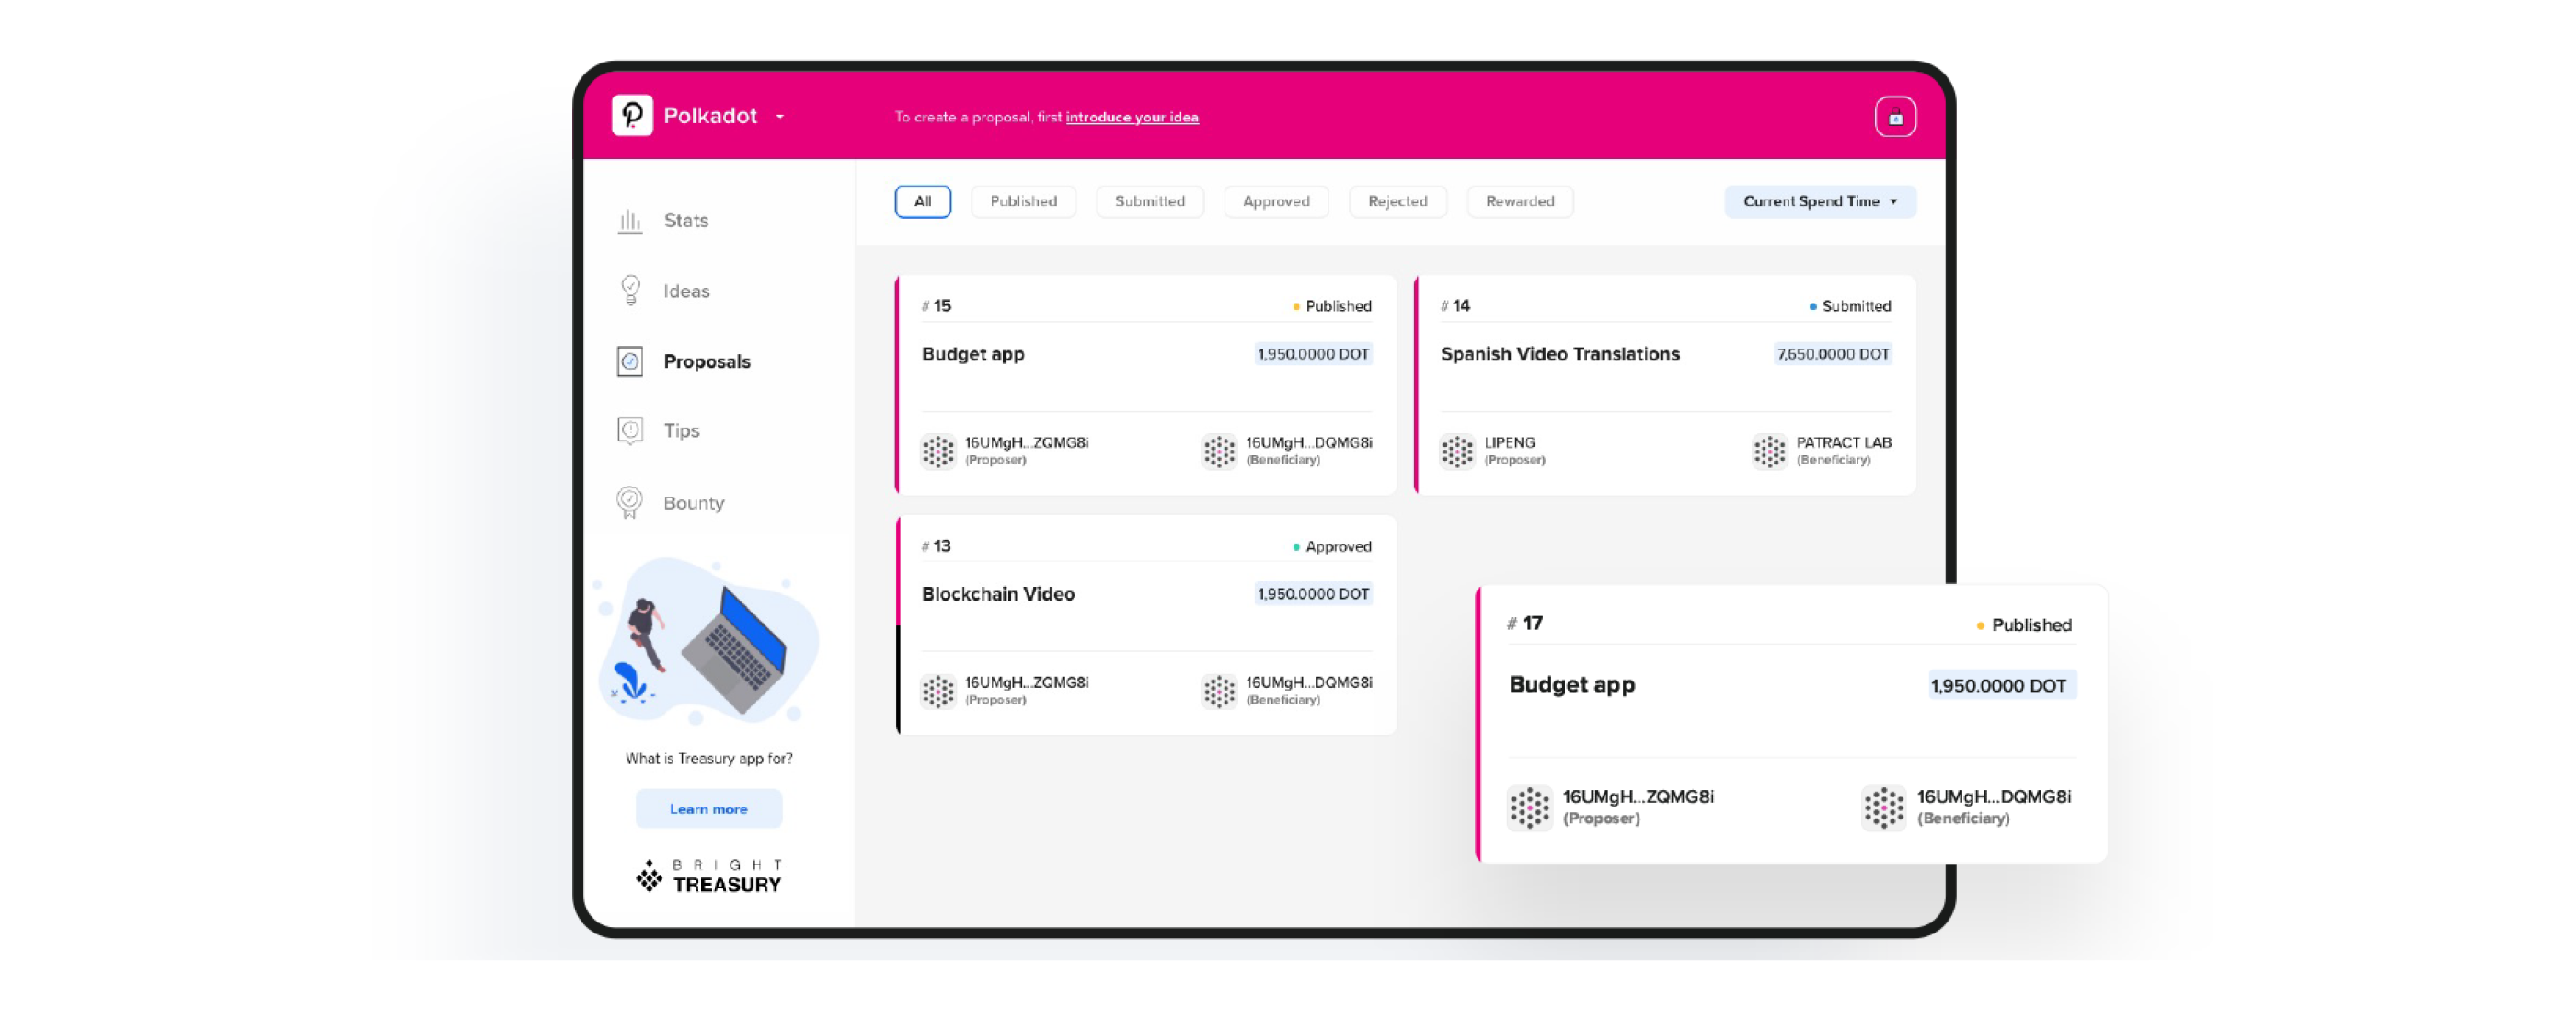 Polkadot
To create a proposal, first introduce your idea
Stats
Ideas
Proposals
Tips
Bounty
What is Treasury app for?
Learn more
BRIGHT
TREASURY
All Published Submitted Approved Rejected Rewarded Current Spend Time
# 15 Published
Budget app 1,950.0000 DOT
16UMgH...ZQMG8i 16UMgH...DQMG8i
(Proposer) (Beneficiary)
# 14 Submitted
Spanish Video Translations 7,650.0000 DOT
LIPENG PATRACT LAB
(Proposer) (Beneficiary)
# 13 Approved
Blockchain Video 1,950.0000 DOT
16UMgH...ZQMG8i 16UMgH...DQMG8i
(Proposer) (Beneficiary)
# 17 Published
Budget app 1,950.0000 DOT
16UMgH...ZQMG8i 16UMgH...DQMG8i
(Proposer) (Beneficiary)